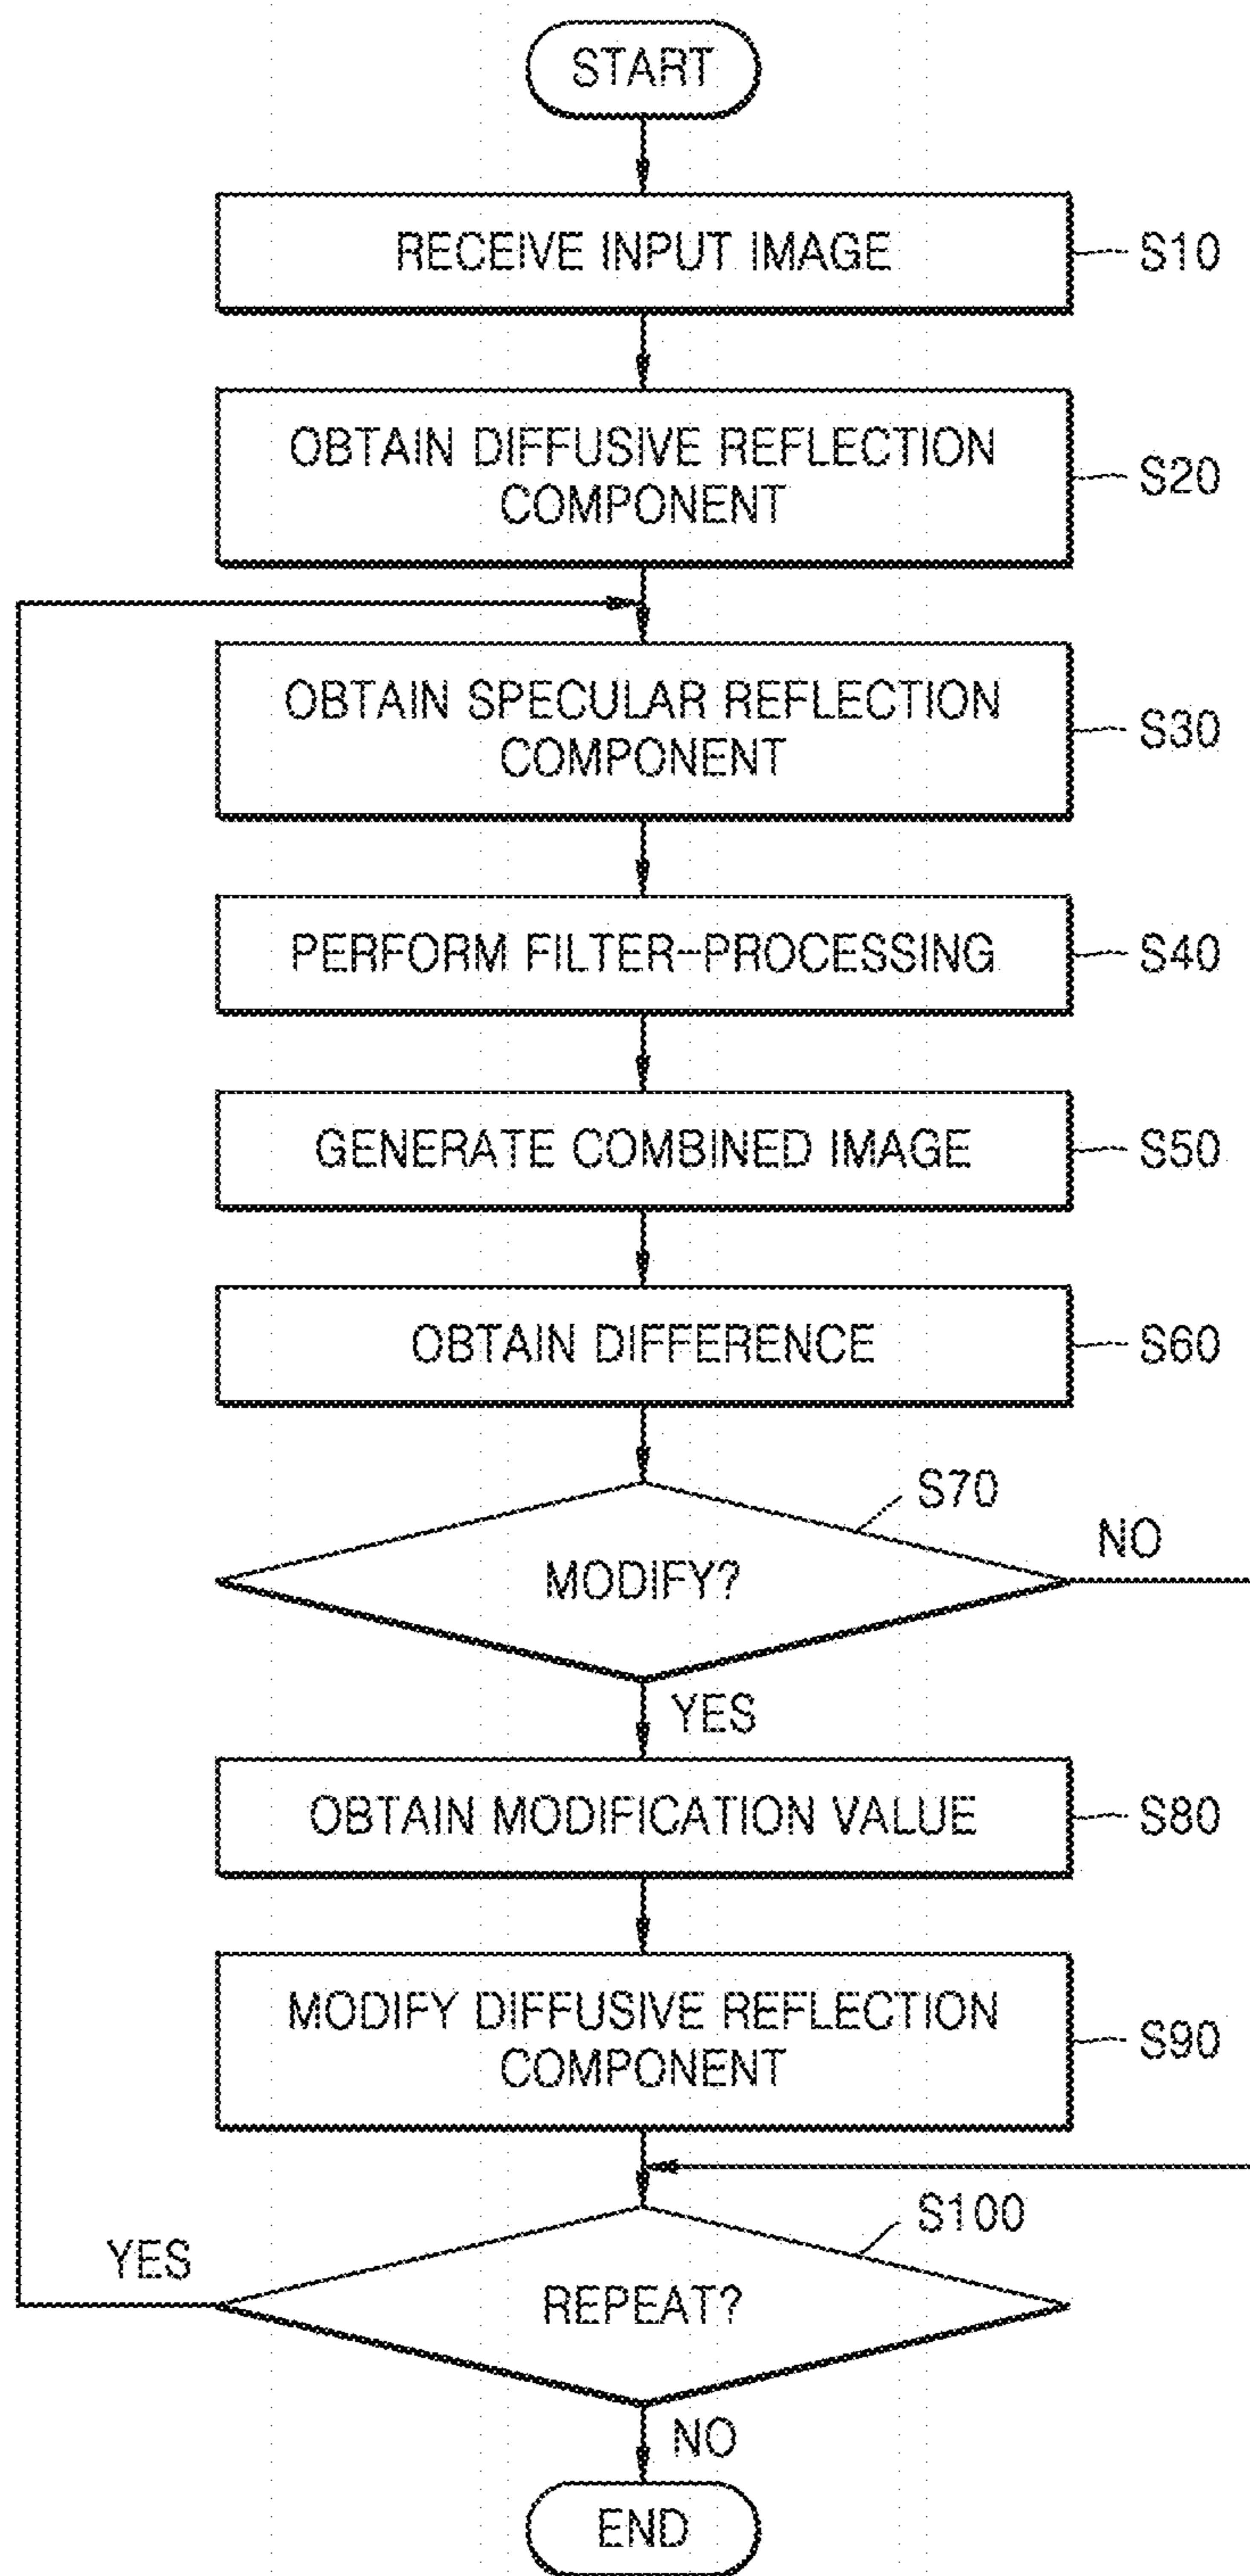 START
RECEIVE INPUT IMAGE
S10
OBTAIN DIFFUSIVE REFLECTION
COMPONENT
S20
OBTAIN SPECULAR REFLECTION
COMPONENT
S30
PERFORM FILTER-PROCESSING
S40
GENERATE COMBINED IMAGE
S50
OBTAIN DIFFERENCE
S60
S70
NO
MODIFY?
YES
OBTAIN MODIFICATION VALUE
S80
MODIFY DIFFUSIVE REFLECTION
COMPONENT
S90
S100
YES
REPEAT?
NO
END